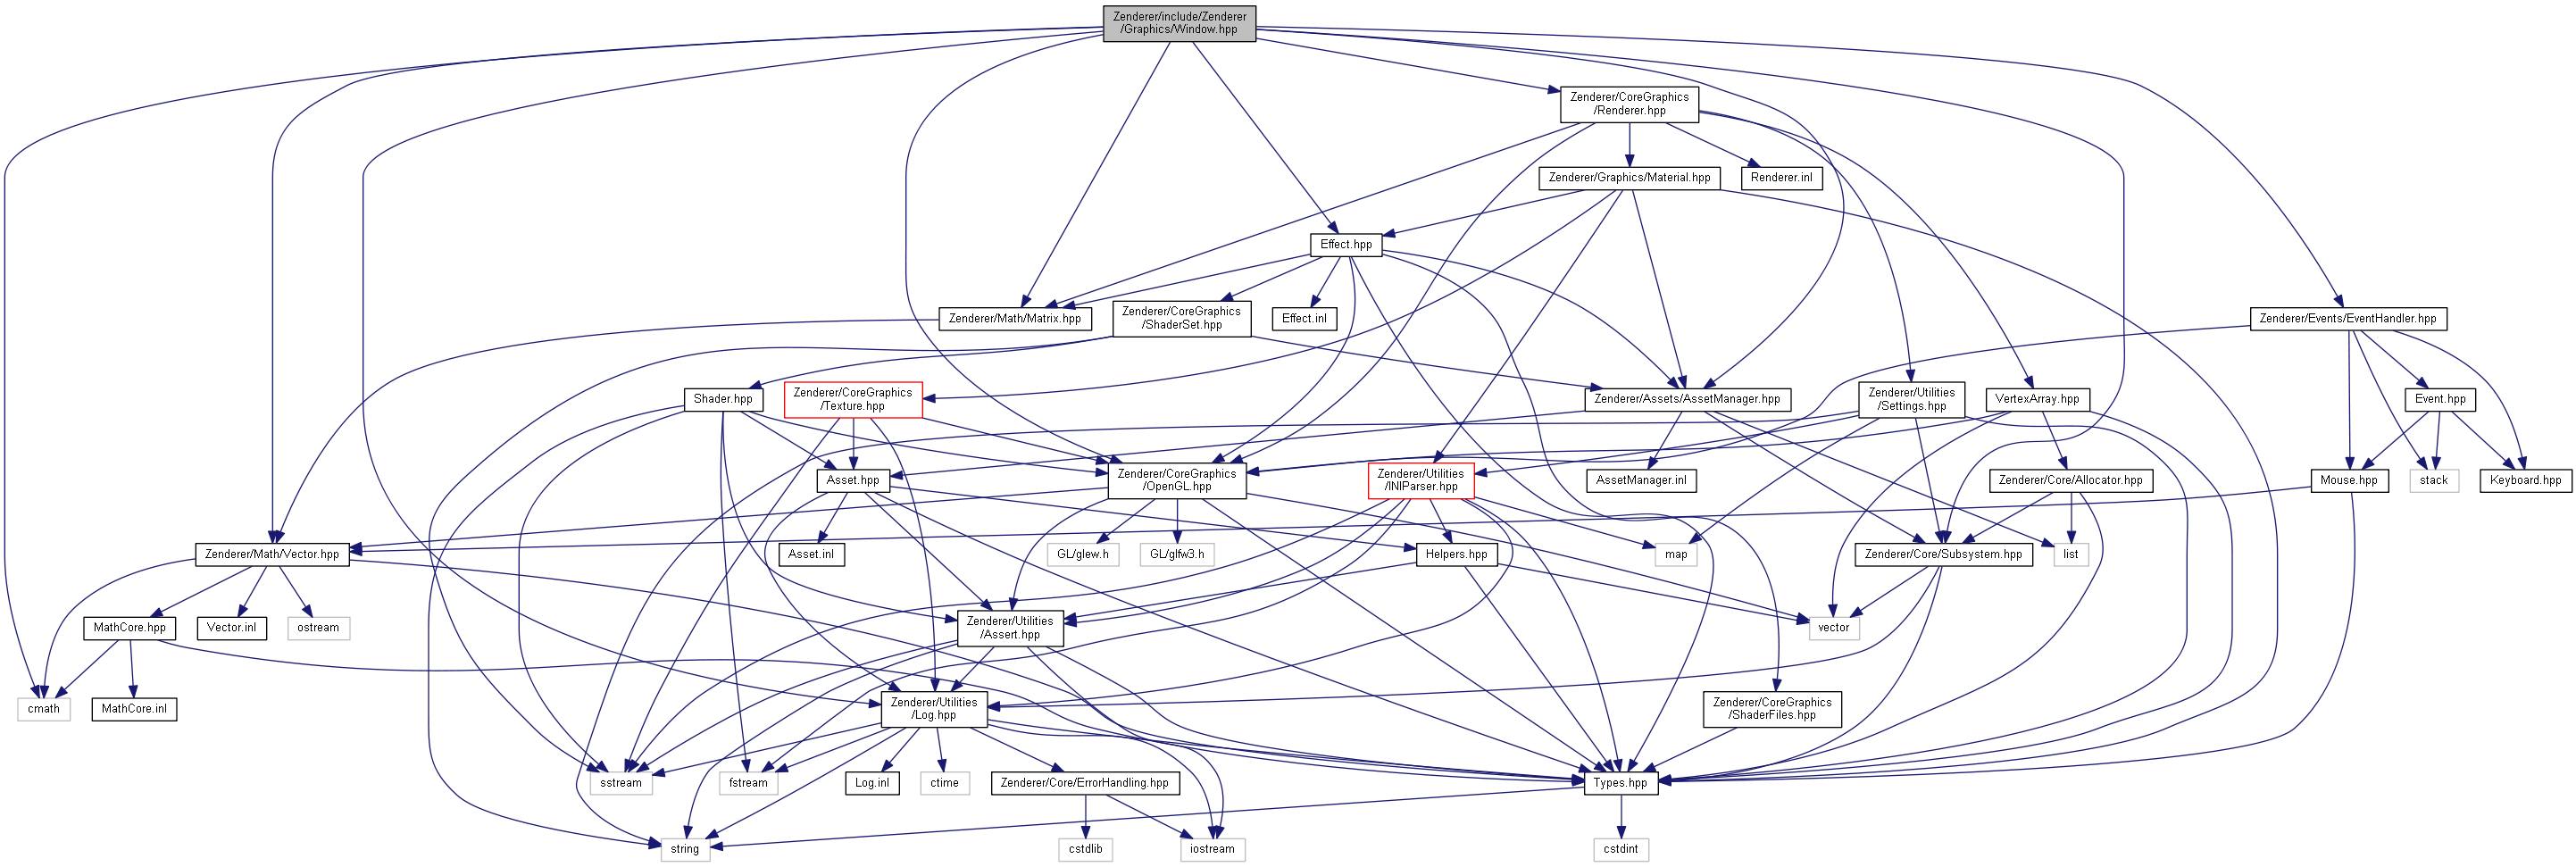 Zenderer/include/Zenderer
/Graphics/Window.hpp
Zenderer/CoreGraphics
/Renderer.hpp
Zenderer/Graphics/Material.hpp
Renderer.inl
Effect.hpp
Zenderer/Math/Matrix.hpp
Zenderer/CoreGraphics
/ShaderSet.hpp
Effect.inl
Zenderer/Events/EventHandler.hpp
Shader.hpp
Zenderer/CoreGraphics
/Texture.hpp
Zenderer/Assets/AssetManager.hpp
Zenderer/Utilities
/Settings.hpp
VertexArray.hpp
Event.hpp
Asset.hpp
Zenderer/CoreGraphics
/OpenGL.hpp
Zenderer/Utilities
/INIParser.hpp
AssetManager.inl
Zenderer/Core/Allocator.hpp
Mouse.hpp
stack
Keyboard.hpp
Zenderer/Math/Vector.hpp
Asset.inl
GL/glew.h
GL/glfw3.h
Helpers.hpp
map
Zenderer/Core/Subsystem.hpp
list
MathCore.hpp
Vector.inl
ostream
Zenderer/Utilities
/Assert.hpp
vector
cmath
MathCore.inl
Zenderer/Utilities
/Log.hpp
Zenderer/CoreGraphics
/ShaderFiles.hpp
sstream
fstream
Log.inl
ctime
Zenderer/Core/ErrorHandling.hpp
Types.hpp
string
cstdlib
iostream
cstdint